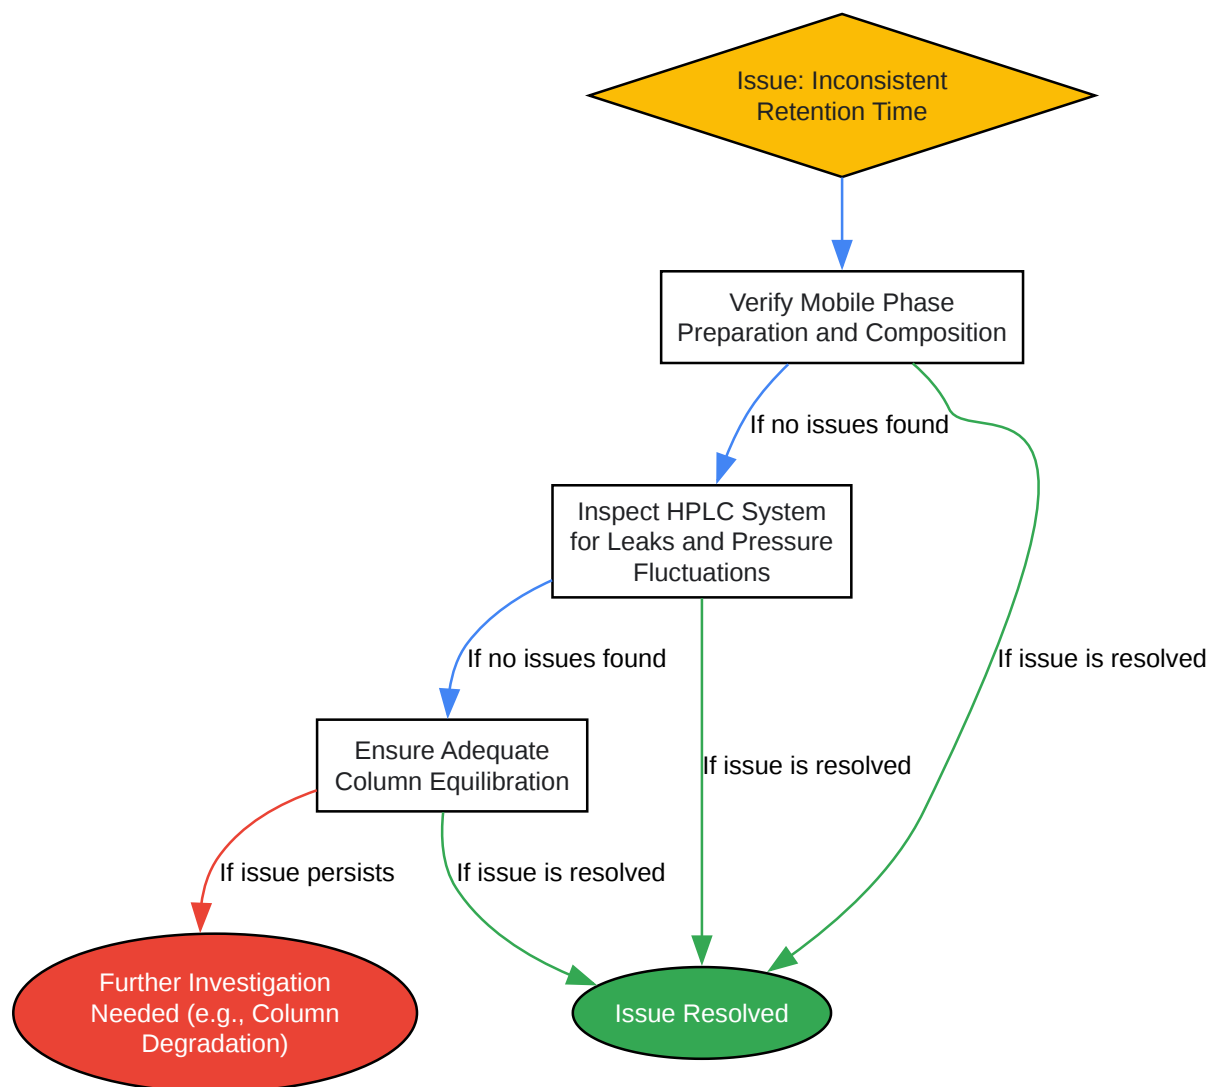 Issue: Inconsistent
Retention Time
Verify Mobile Phase
Preparation and Composition
If no issues found
Inspect HPLC System
for Leaks and Pressure
Fluctuations
If no issues found
If issue is resolved
Ensure Adequate
Column Equilibration
If issue is resolved
If issue persists
If issue is resolved
Further Investigation
Needed (e.g., Column
Degradation)
Issue Resolved